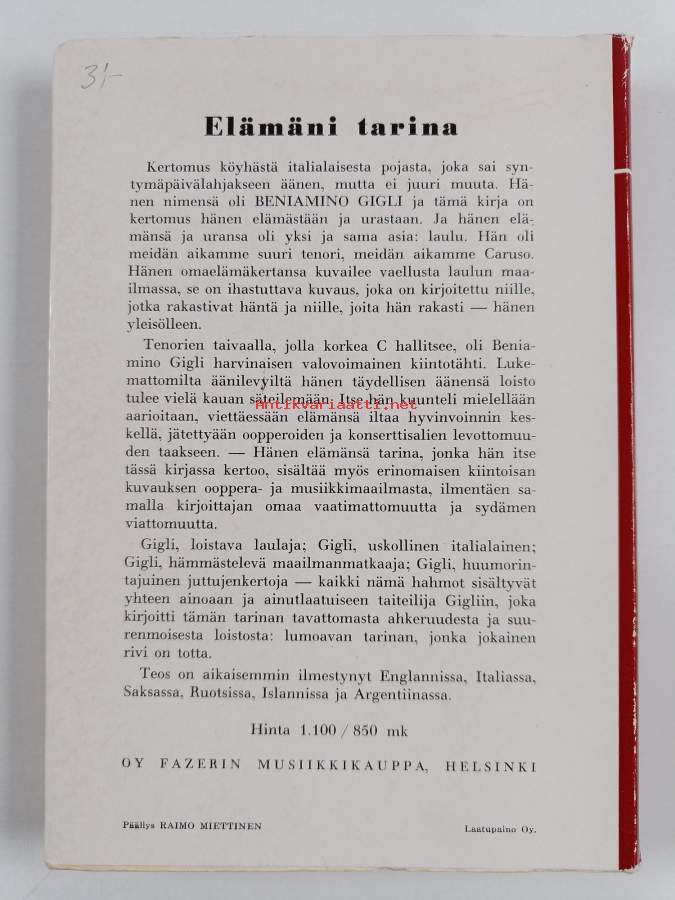 31-
Elämäni tarina
Kertomus köyhästä italialaisesta pojasta, joka sai syn-
tymäpäivälahjakseen äänen, mutta ei juuri muuta. Hä-
nen nimensä oli BENIAMINO GIGLI ja tämä kirja on
kertomus hänen elämästään ja urastaan. Ja hänen elä-
mänsä ja uransa oli yksi ja sama asia: laulu. Hän oli
meidän aikamme suuri tenori, meidän aikamme Caruso.
Hänen omaelämäkertansa kuvailee vaellusta laulun maa-
ilmassa, se on ihastuttava kuvaus, joka on kirjoitettu niille,
jotka rakastivat häntä ja niille, joita hän rakasti — hänen
yleisölleen.
Tenorien taivaalla, jolla korkea C hallitsee, oli Benia-
mino Gigli harvinaisen valovoimainen kiintotähti. Luke-
mattomilta äänilevyiltä hänen täydellisen äänensä loisto
tulee vielä kauan säteilemään. Itse hän kuunteli mielellään
Antikvariaatti.net
aarioitaan, viettäessään elämänsä iltaa hyvinvoinnin kes-
kellä, jätettyään oopperoiden ja konserttisalien levottomuu-
den taakseen. — Hänen elämänsä tarina, jonka hän itse
tässä kirjassa kertoo, sisältää myös erinomaisen kiintoisan
kuvauksen ooppera- ja musiikkimaailmasta, ilmentäen sa-
malla kirjoittajan omaa vaatimattomuutta ja sydämen
viattomuutta.
Gigli, loistava laulaja; Gigli, uskollinen italialainen;
Gigli, hämmästelevä maailmanmatkaaja; Gigli, huumorin-
tajuinen juttujenkertoja — kaikki nämä hahmot sisältyvät
yhteen ainoaan ja ainutlaatuiseen taiteilija Gigliin, joka
kirjoitti tämän tarinan tavattomasta ahkeruudesta ja suu-
renmoisesta loistosta: lumoavan tarinan, jonka jokainen
rivi on totta.
Teos on aikaisemmin ilmestynyt Englannissa, Italiassa,
Saksassa, Ruotsissa, Islannissa ja Argentiinassa.
Hinta 1.100 / 850 mk
OY FAZERIN MUSIIKKIKAUPPA, HELSINKI
Päällys RAIMO MIETTINEN
Laatupaino Oy.